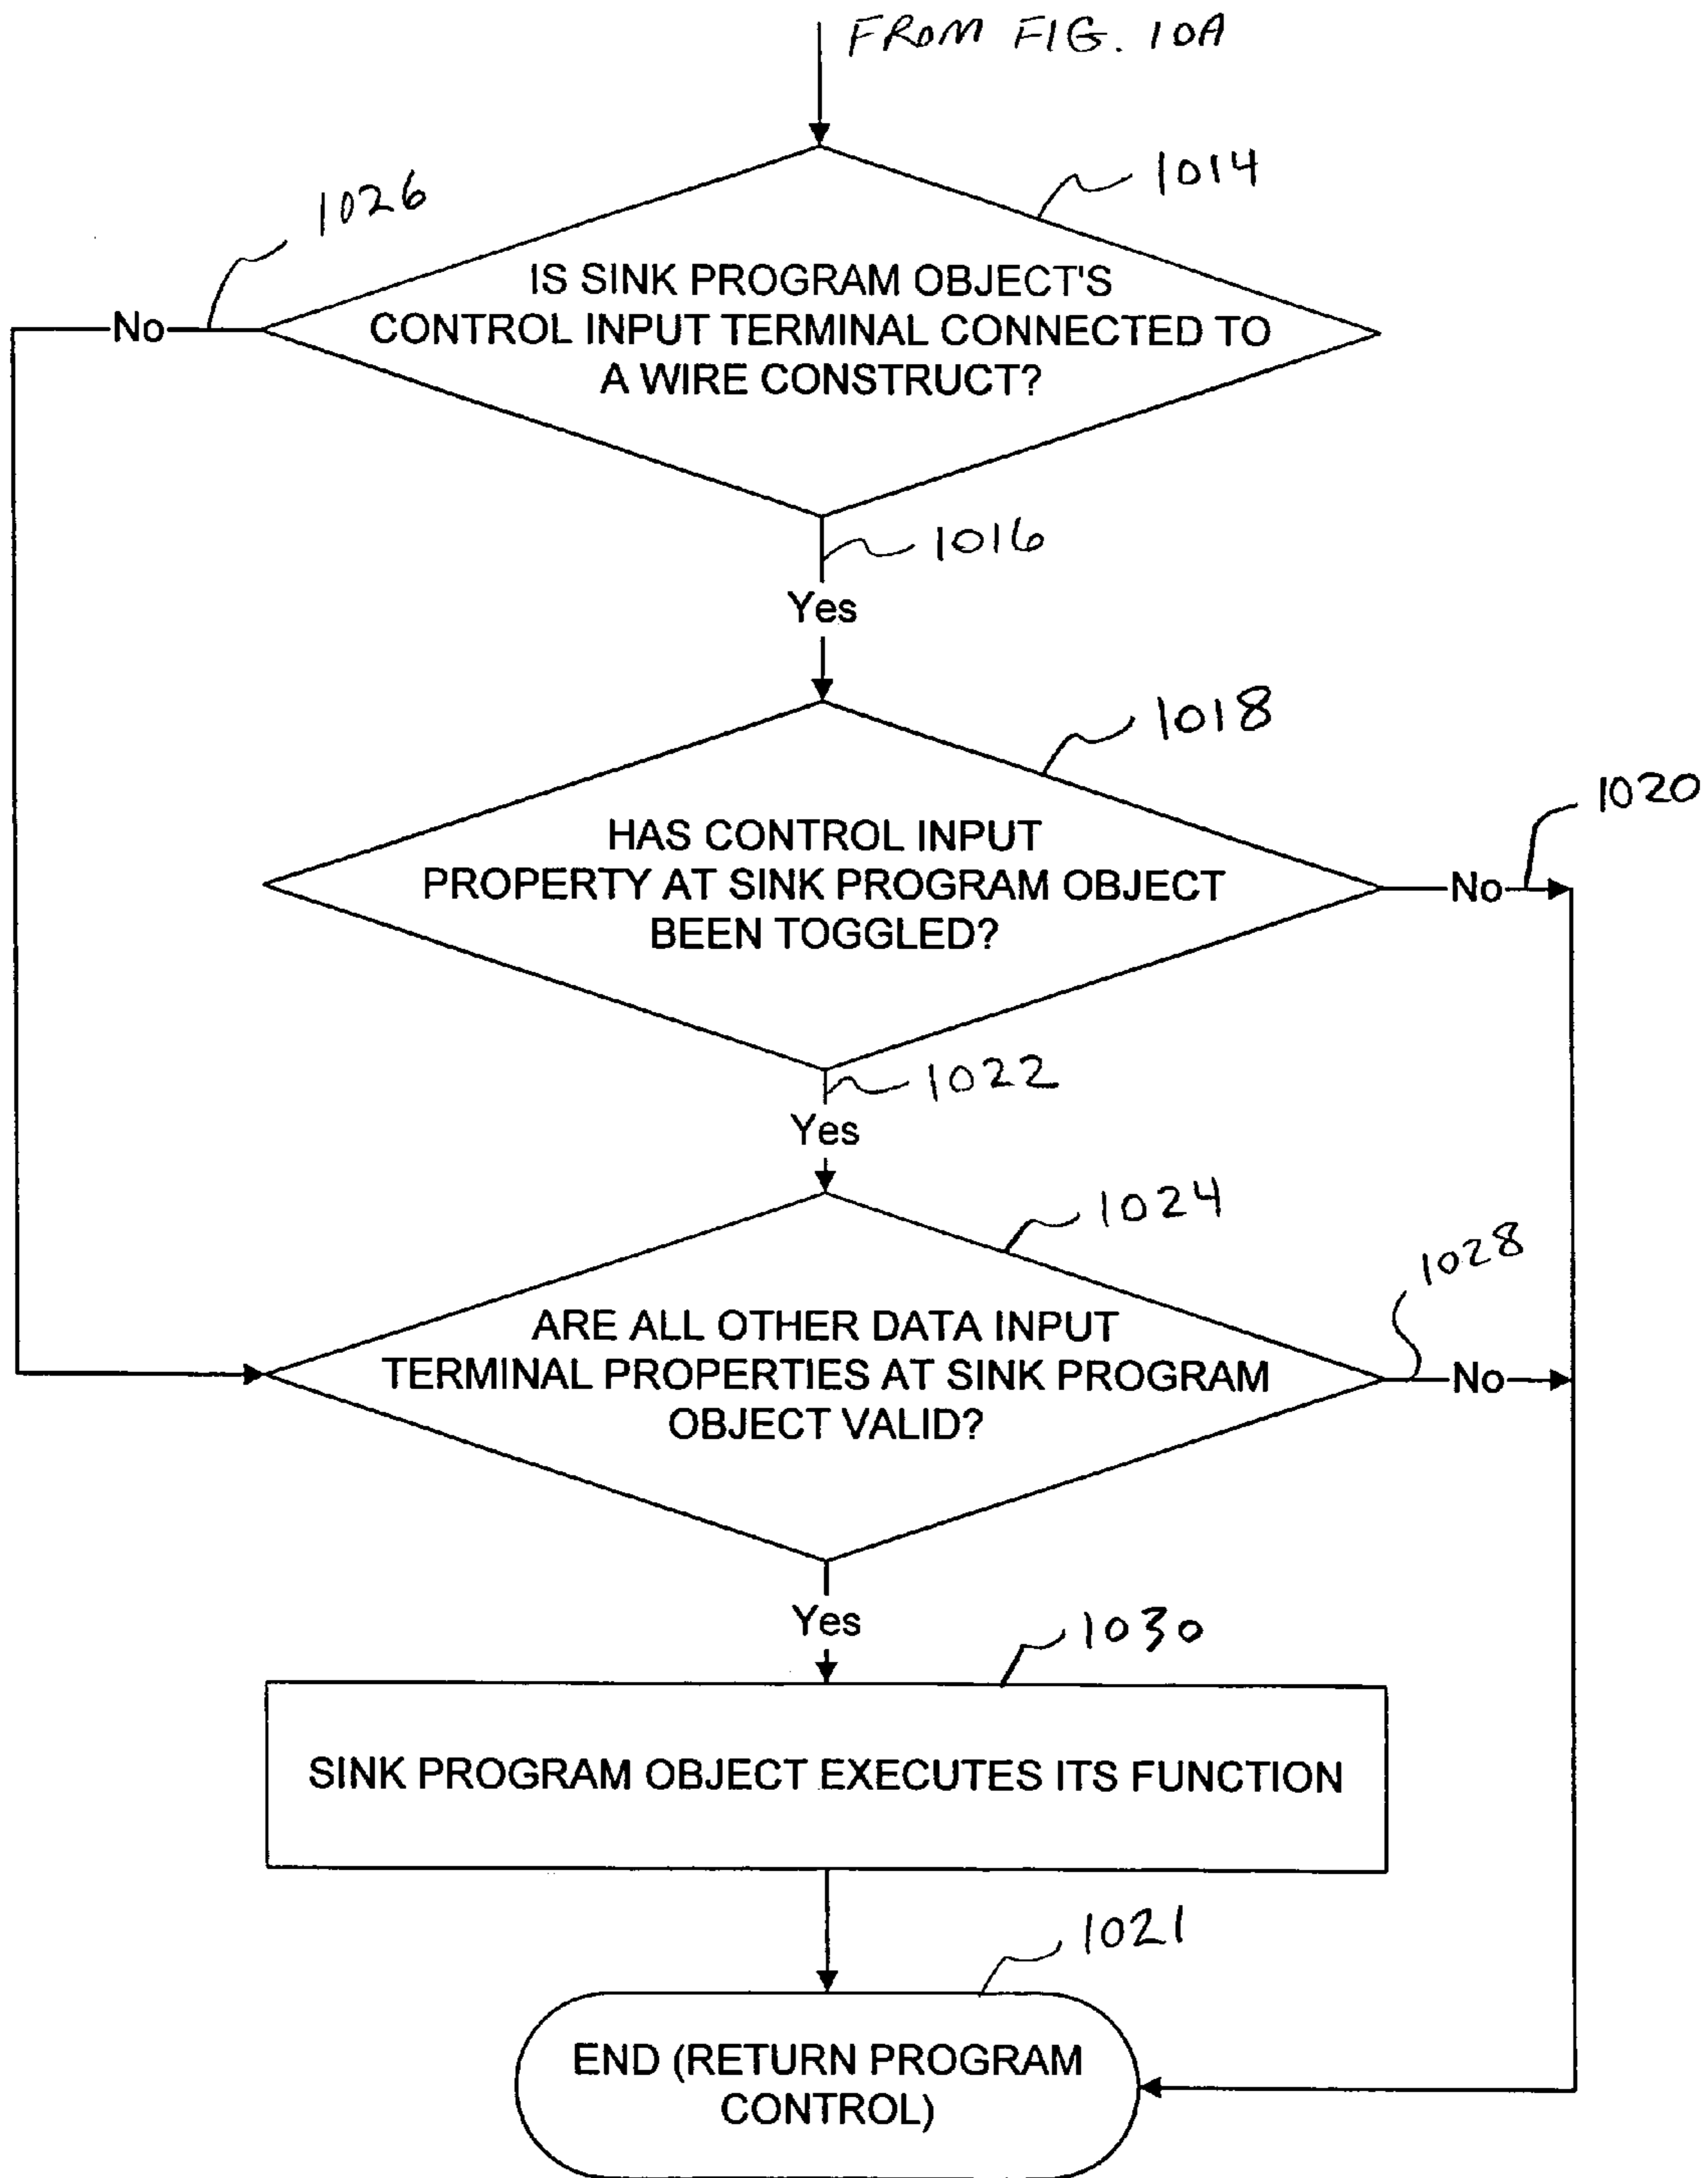 FROM FIG. 10A
1014
1026
IS SINK PROGRAM OBJECT'S
CONTROL INPUT TERMINAL CONNECTED TO
A WIRE CONSTRUCT?
No
1016
Yes
1018
1020
HAS CONTROL INPUT
PROPERTY AT SINK PROGRAM OBJECT
BEEN TOGGLED?
No
1022
Yes
1024
1028
ARE ALL OTHER DATA INPUT
TERMINAL PROPERTIES AT SINK PROGRAM
OBJECT VALID?
No
Yes
1030
SINK PROGRAM OBJECT EXECUTES ITS FUNCTION
1021
END (RETURN PROGRAM
CONTROL)